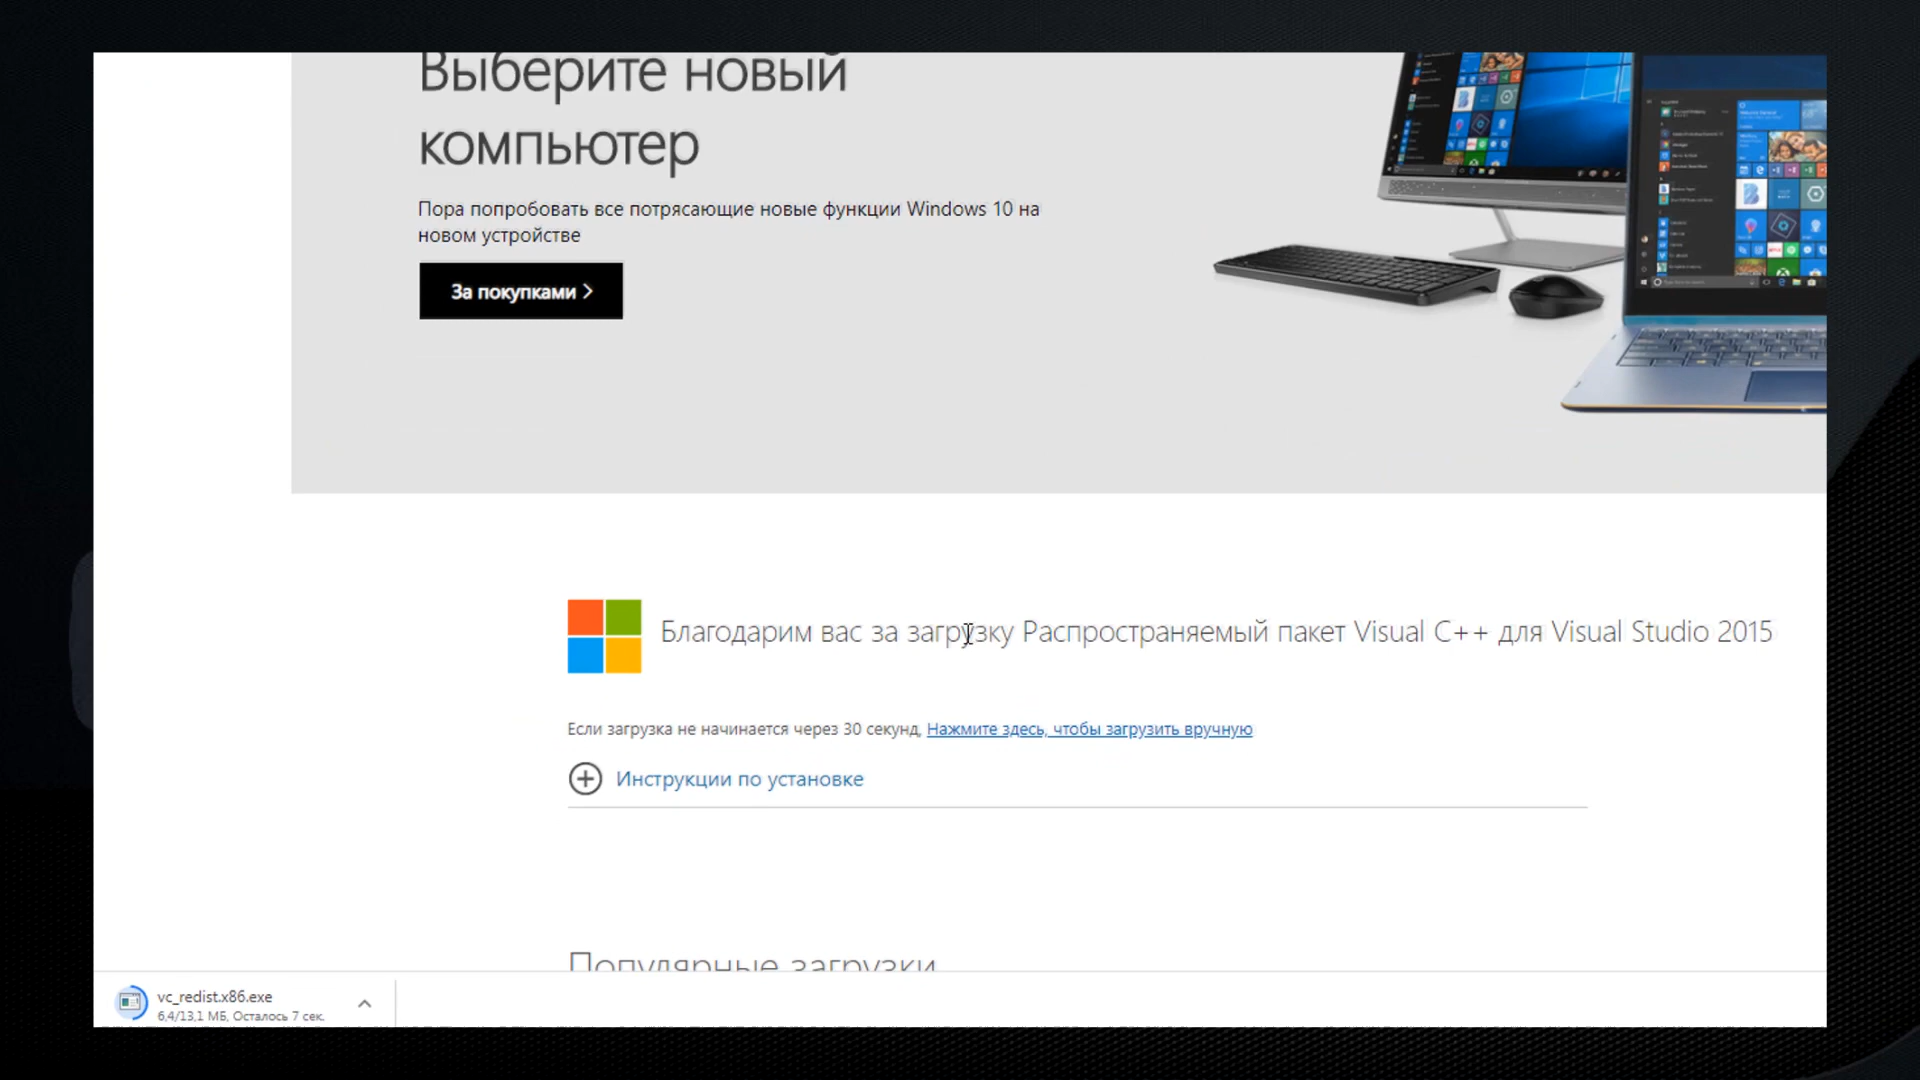 Выберите новый
компьютер
Пора попробовать все потрясающие новые функции Windows 10 на
новом устройстве
За покупками
Благодарим вас за загрузку Распространяемый пакет Visual C++ для Visual Studio 2015
Если загрузка не начинается через 30 секунд, Нажмите здесь, чтобы загрузить вручную
Инструкции по установке
Популярные загрузки
vc_redist.x86.exe
6,4/13,1 МБ, Осталось 7 сек.